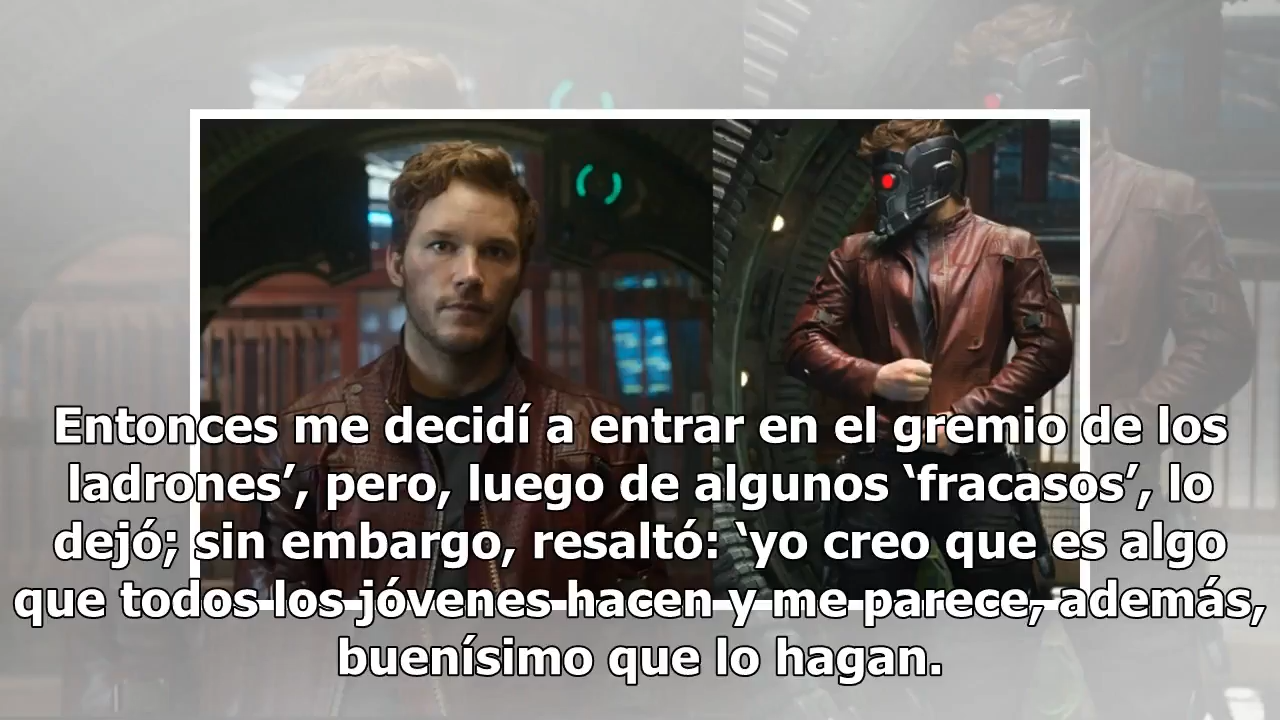 Entonces me decidí a entrar en el gremio de los
ladrones’, pero, luego de algunos ‘fracasos’, lo
dejó; sin embargo, resaltó: ‘yo creo que es algo
que todos los jóvenes hacen y me parece, además,
buenísimo que lo hagan.